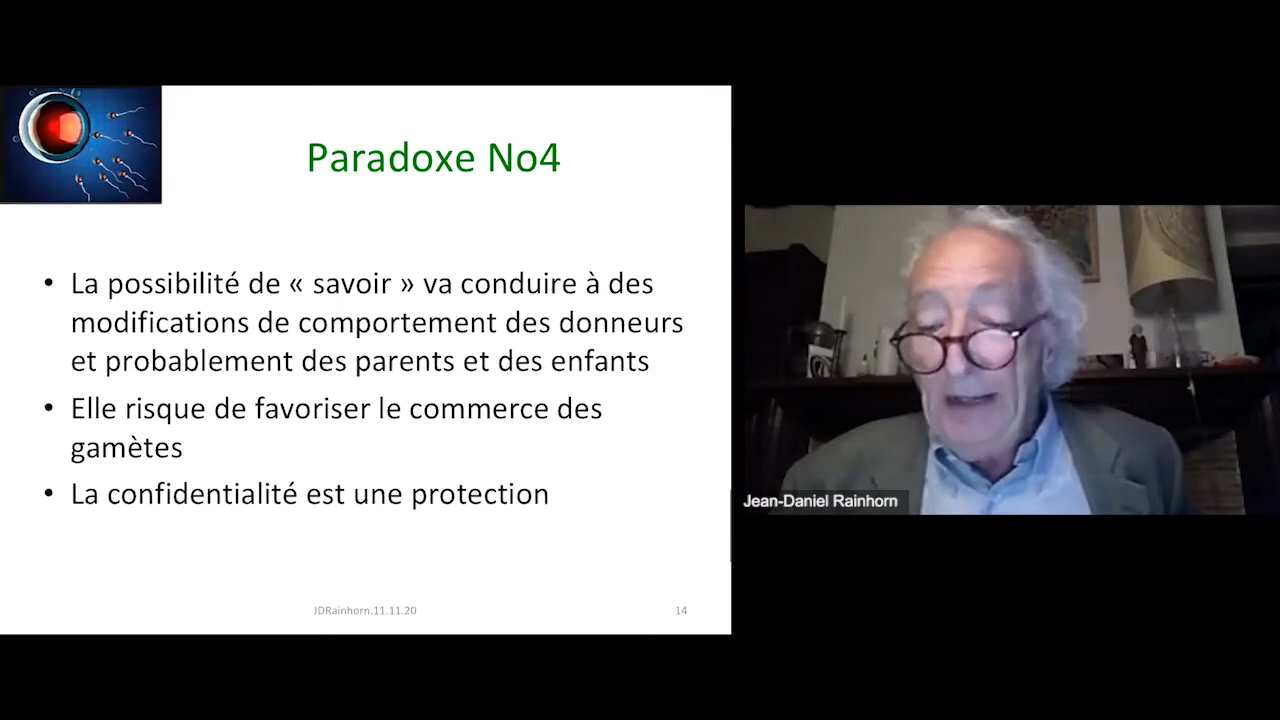 Paradoxe No4
• La possibilité de « savoir » va conduire à des
modifications de comportement des donneurs
et probablement des parents et des enfants
• Elle risque de favoriser le commerce des
gamètes
• La confidentialité est une protection
JDRainhorn.11.11.20
14
Jean-Daniel Rainhorn